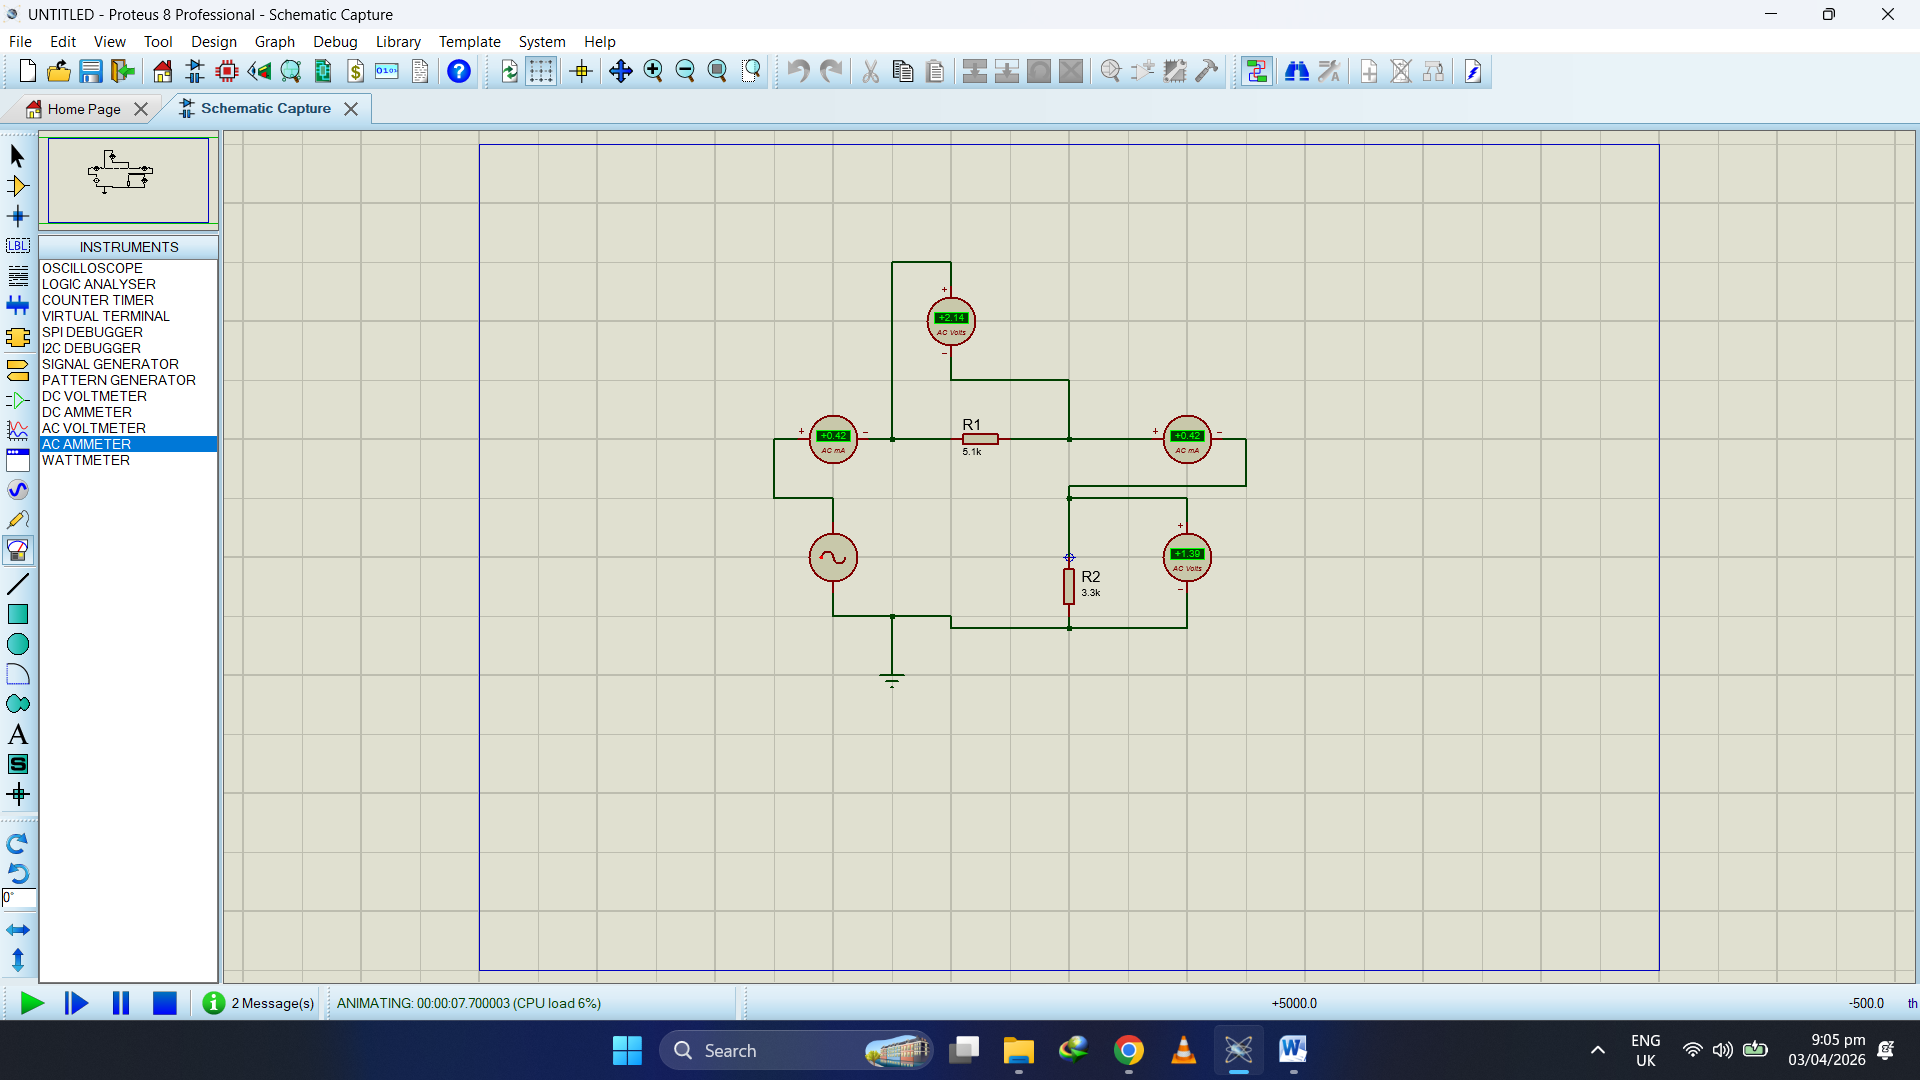 UNTITLED - Proteus 8 Professional - Schematic Capture
File Edit View Tool Design Graph Debug Library Template System Help
Home Page Schematic Capture
INSTRUMENTS
OSCILLOSCOPE
LOGIC ANALYSER
COUNTER TIMER
VIRTUAL TERMINAL
SPI DEBUGGER
I2C DEBUGGER
SIGNAL GENERATOR
PATTERN GENERATOR
DC VOLTMETER
DC AMMETER
AC VOLTMETER
AC AMMETER
WATTMETER
LBL
A
S
0°
+2.14
AC Volts
+0.42
AC mA
R1
5.1k
+0.42
AC mA
+1.39
AC Volts
R2
3.3k
2 Message(s) ANIMATING: 00:00:07.700003 (CPU load 6%) +5000.0 -500.0 th
Search
ENG
UK
9:05 pm
03/04/2026